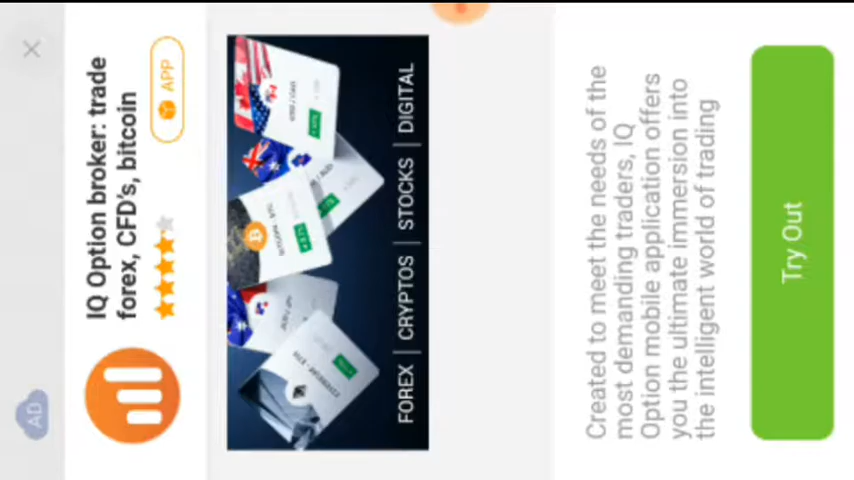 AD
IQ Option broker: trade
forex, CFD's, bitcoin
APP
FOREX | CRYPTOS | STOCKS | DIGITAL
Created to meet the needs of the
most demanding traders, IQ
Option mobile application offers
you the ultimate immersion into
the intelligent world of trading
Try Out